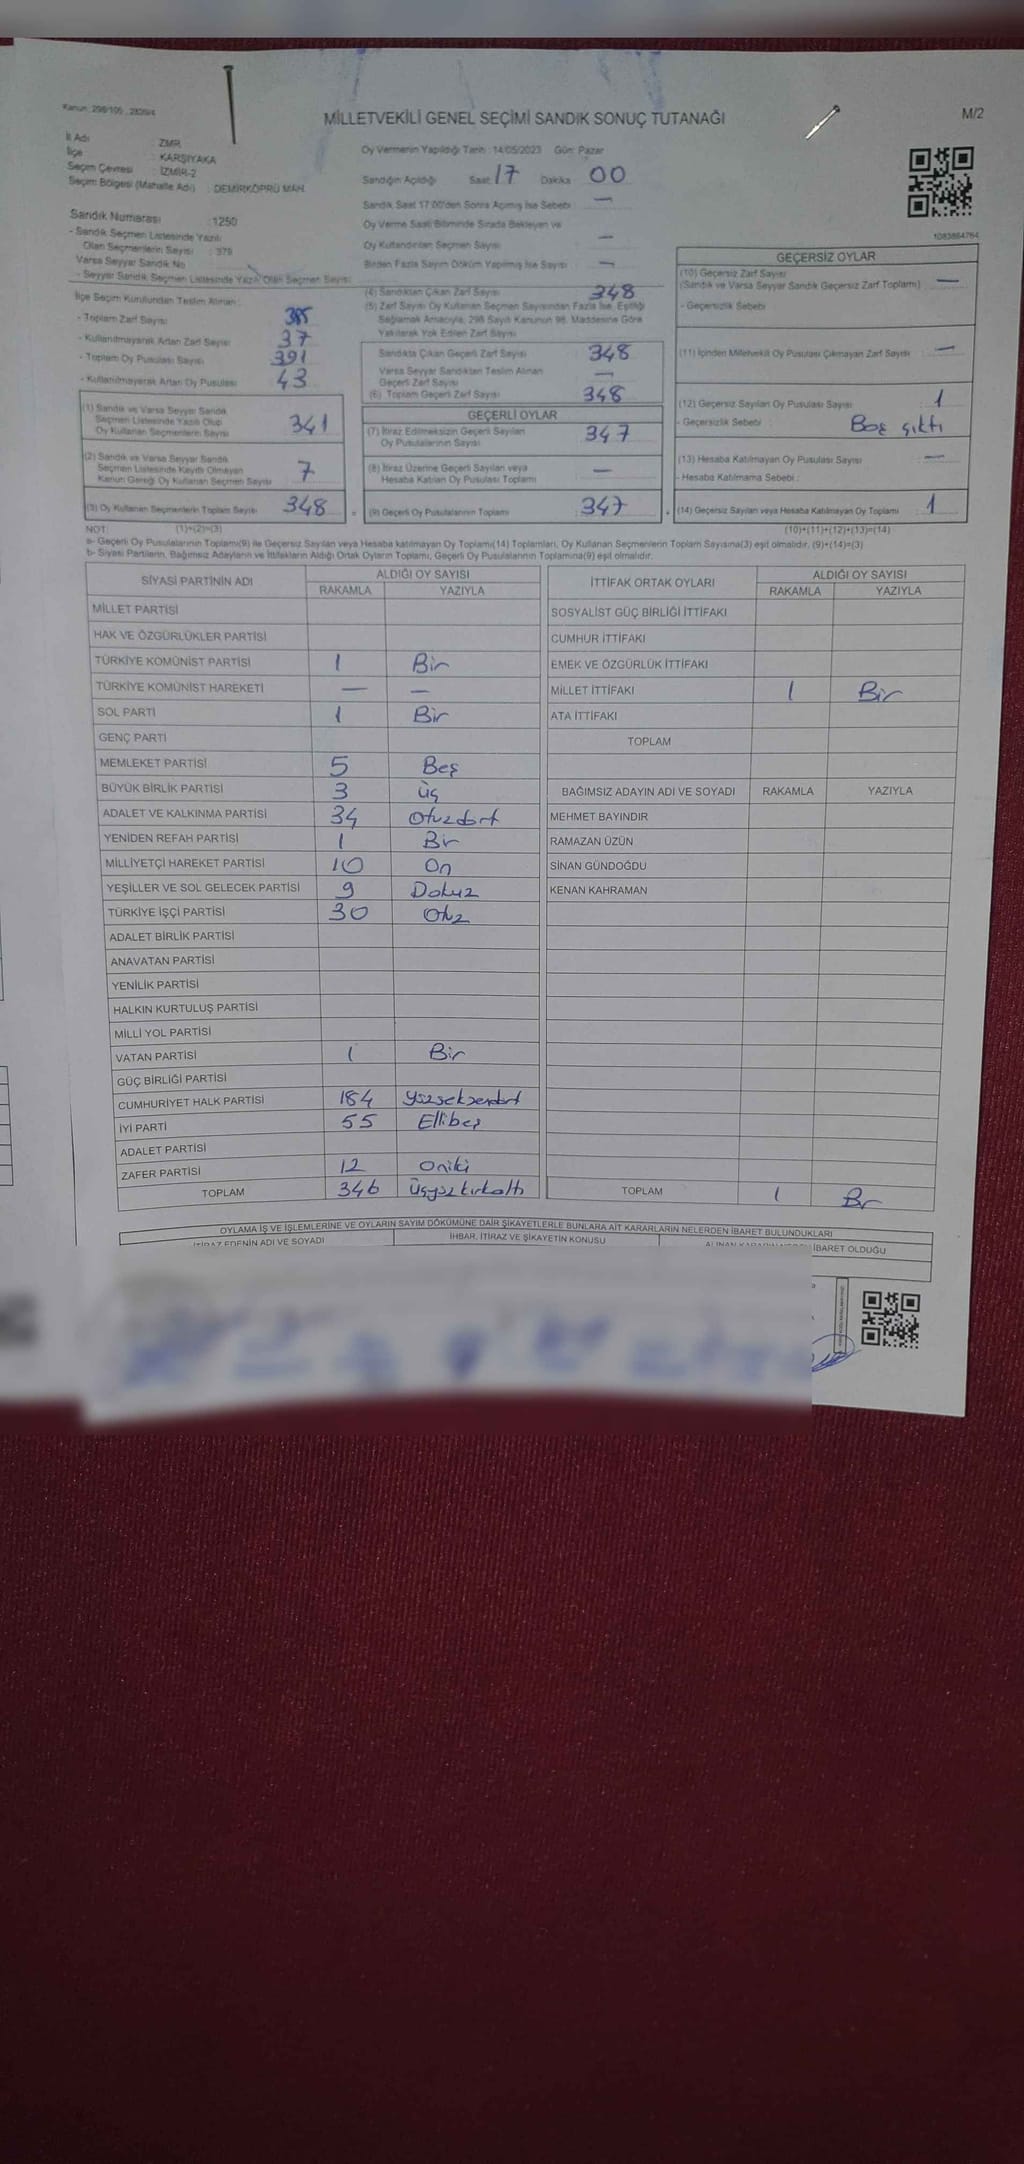 Kanun: 298/105, 2839/4
MİLLETVEKİLİ GENEL SEÇİMİ SANDIK SONUÇ TUTANAĞI
M/2
İl Adı : ZMR
İlçe : KARŞIYAKA
Seçim Çevresi : İZMİR-2
Seçim Bölgesi (Mahalle Adı) : DEMİRKÖPRÜ MAH.
Oy Vermenin Yapıldığı Tarih : 14/05/2023 Gün: Pazar
Sandığın Açıldığı Saat 17 Dakika 00
Sandık Saat 17:00'den Sonra Açılmış İse Sebebi —
Oy Verme Saati Bitiminde Sırada Bekleyen ve
Oy Kullandırılan Seçmen Sayısı —
Birden Fazla Sayım Döküm Yapılmış İse Sayısı —
1083864764
Sandık Numarası : 1250
- Sandık Seçmen Listesinde Yazılı
Olan Seçmenlerin Sayısı : 379
Varsa Seyyar Sandık No
- Seyyar Sandık Seçmen Listesinde Yazılı Olan Seçmen Sayısı:
İlçe Seçim Kurulundan Teslim Alınan :
- Toplam Zarf Sayısı 385
- Kullanılmayarak Artan Zarf Sayısı 37
- Toplam Oy Pusulası Sayısı 391
- Kullanılmayarak Artan Oy Pusulası 43
(1) Sandık ve Varsa Seyyar Sandık
Seçmen Listesinde Yazılı Olup
Oy Kullanan Seçmenlerin Sayısı 341
(2) Sandık ve Varsa Seyyar Sandık
Seçmen Listesinde Kayıtlı Olmayan
Kanun Gereği Oy Kullanan Seçmen Sayısı 7
(3) Oy Kullanan Seçmenlerin Toplam Sayısı 348 =
(4) Sandıktan Çıkan Zarf Sayısı 348
(5) Zarf Sayısı Oy Kullanan Seçmen Sayısından Fazla İse, Eşitliği
Sağlamak Amacıyla, 298 Sayılı Kanunun 98. Maddesine Göre
Yakılarak Yok Edilen Zarf Sayısı
Sandıkta Çıkan Geçerli Zarf Sayısı 348
Varsa Seyyar Sandıktan Teslim Alınan
Geçerli Zarf Sayısı —
(6) Toplam Geçerli Zarf Sayısı 348
GEÇERLİ OYLAR
(7) İtiraz Edilmeksizin Geçerli Sayılan
Oy Pusulalarının Sayısı 347
(8) İtiraz Üzerine Geçerli Sayılan veya
Hesaba Katılan Oy Pusulası Toplamı —
(9) Geçerli Oy Pusulalarının Toplamı 347 +
GEÇERSİZ OYLAR
(10) Geçersiz Zarf Sayısı
(Sandık ve Varsa Seyyar Sandık Geçersiz Zarf Toplamı) —
- Geçersizlik Sebebi
(11) İçinden Milletvekili Oy Pusulası Çıkmayan Zarf Sayısı —
(12) Geçersiz Sayılan Oy Pusulası Sayısı 1
- Geçersizlik Sebebi : Boş çıktı
(13) Hesaba Katılmayan Oy Pusulası Sayısı —
- Hesaba Katılmama Sebebi :
(14) Geçersiz Sayılan veya Hesaba Katılmayan Oy Toplamı 1
NOT: (1)+(2)=(3) (10)+(11)+(12)+(13)=(14)
a- Geçerli Oy Pusulalarının Toplamı(9) ile Geçersiz Sayılan veya Hesaba katılmayan Oy Toplamı(14) Toplamları, Oy Kullanan Seçmenlerin Toplam Sayısına(3) eşit olmalıdır. (9)+(14)=(3)
b- Siyasi Partilerin, Bağımsız Adayların ve İttifakların Aldığı Ortak Oyların Toplamı, Geçerli Oy Pusulalarının Toplamına(9) eşit olmalıdır.
SİYASİ PARTİNİN ADI ALDIĞI OY SAYISI
RAKAMLA YAZIYLA
MİLLET PARTİSİ
HAK VE ÖZGÜRLÜKLER PARTİSİ
TÜRKİYE KOMÜNİST PARTİSİ 1 Bir
TÜRKİYE KOMÜNİST HAREKETİ — —
SOL PARTİ 1 Bir
GENÇ PARTİ
MEMLEKET PARTİSİ 5 Beş
BÜYÜK BİRLİK PARTİSİ 3 Üç
ADALET VE KALKINMA PARTİSİ 34 Otuzdört
YENİDEN REFAH PARTİSİ 1 Bir
MİLLİYETÇİ HAREKET PARTİSİ 10 On
YEŞİLLER VE SOL GELECEK PARTİSİ 9 Dokuz
TÜRKİYE İŞÇİ PARTİSİ 30 Otuz
ADALET BİRLİK PARTİSİ
ANAVATAN PARTİSİ
YENİLİK PARTİSİ
HALKIN KURTULUŞ PARTİSİ
MİLLİ YOL PARTİSİ
VATAN PARTİSİ 1 Bir
GÜÇ BİRLİĞİ PARTİSİ
CUMHURİYET HALK PARTİSİ 184 Yüzseksendört
İYİ PARTİ 55 Ellibeş
ADALET PARTİSİ
ZAFER PARTİSİ 12 Oniki
TOPLAM 346 Üçyüzkırkaltı
İTTİFAK ORTAK OYLARI ALDIĞI OY SAYISI
RAKAMLA YAZIYLA
SOSYALİST GÜÇ BİRLİĞİ İTTİFAKI
CUMHUR İTTİFAKI
EMEK VE ÖZGÜRLÜK İTTİFAKI
MİLLET İTTİFAKI 1 Bir
ATA İTTİFAKI
TOPLAM
BAĞIMSIZ ADAYIN ADI VE SOYADI RAKAMLA YAZIYLA
MEHMET BAYINDIR
RAMAZAN ÜZÜN
SİNAN GÜNDOĞDU
KENAN KAHRAMAN
TOPLAM 1 Bir
OYLAMA İŞ VE İŞLEMLERİNE VE OYLARIN SAYIM DÖKÜMÜNE DAİR ŞİKAYETLERLE BUNLARA AİT KARARLARIN NELERDEN İBARET BULUNDUKLARI
İTİRAZ EDENİN ADI VE SOYADI İHBAR, İTİRAZ VE ŞİKAYETİN KONUSU İBARET OLDUĞU